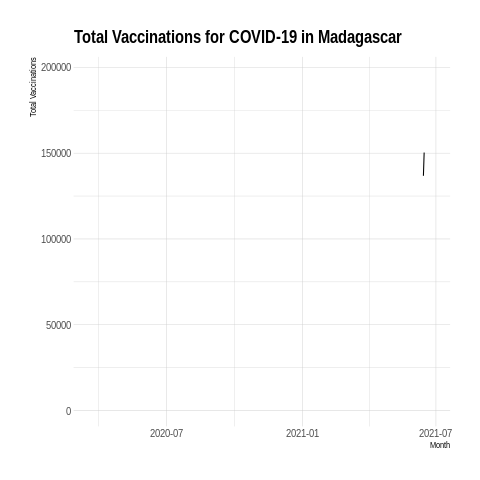 Total Vaccinations for COVID-19 in Madagascar
Total Vaccinations
200000
150000
100000
50000
0
2020-07
2021-01
2021-07
Month